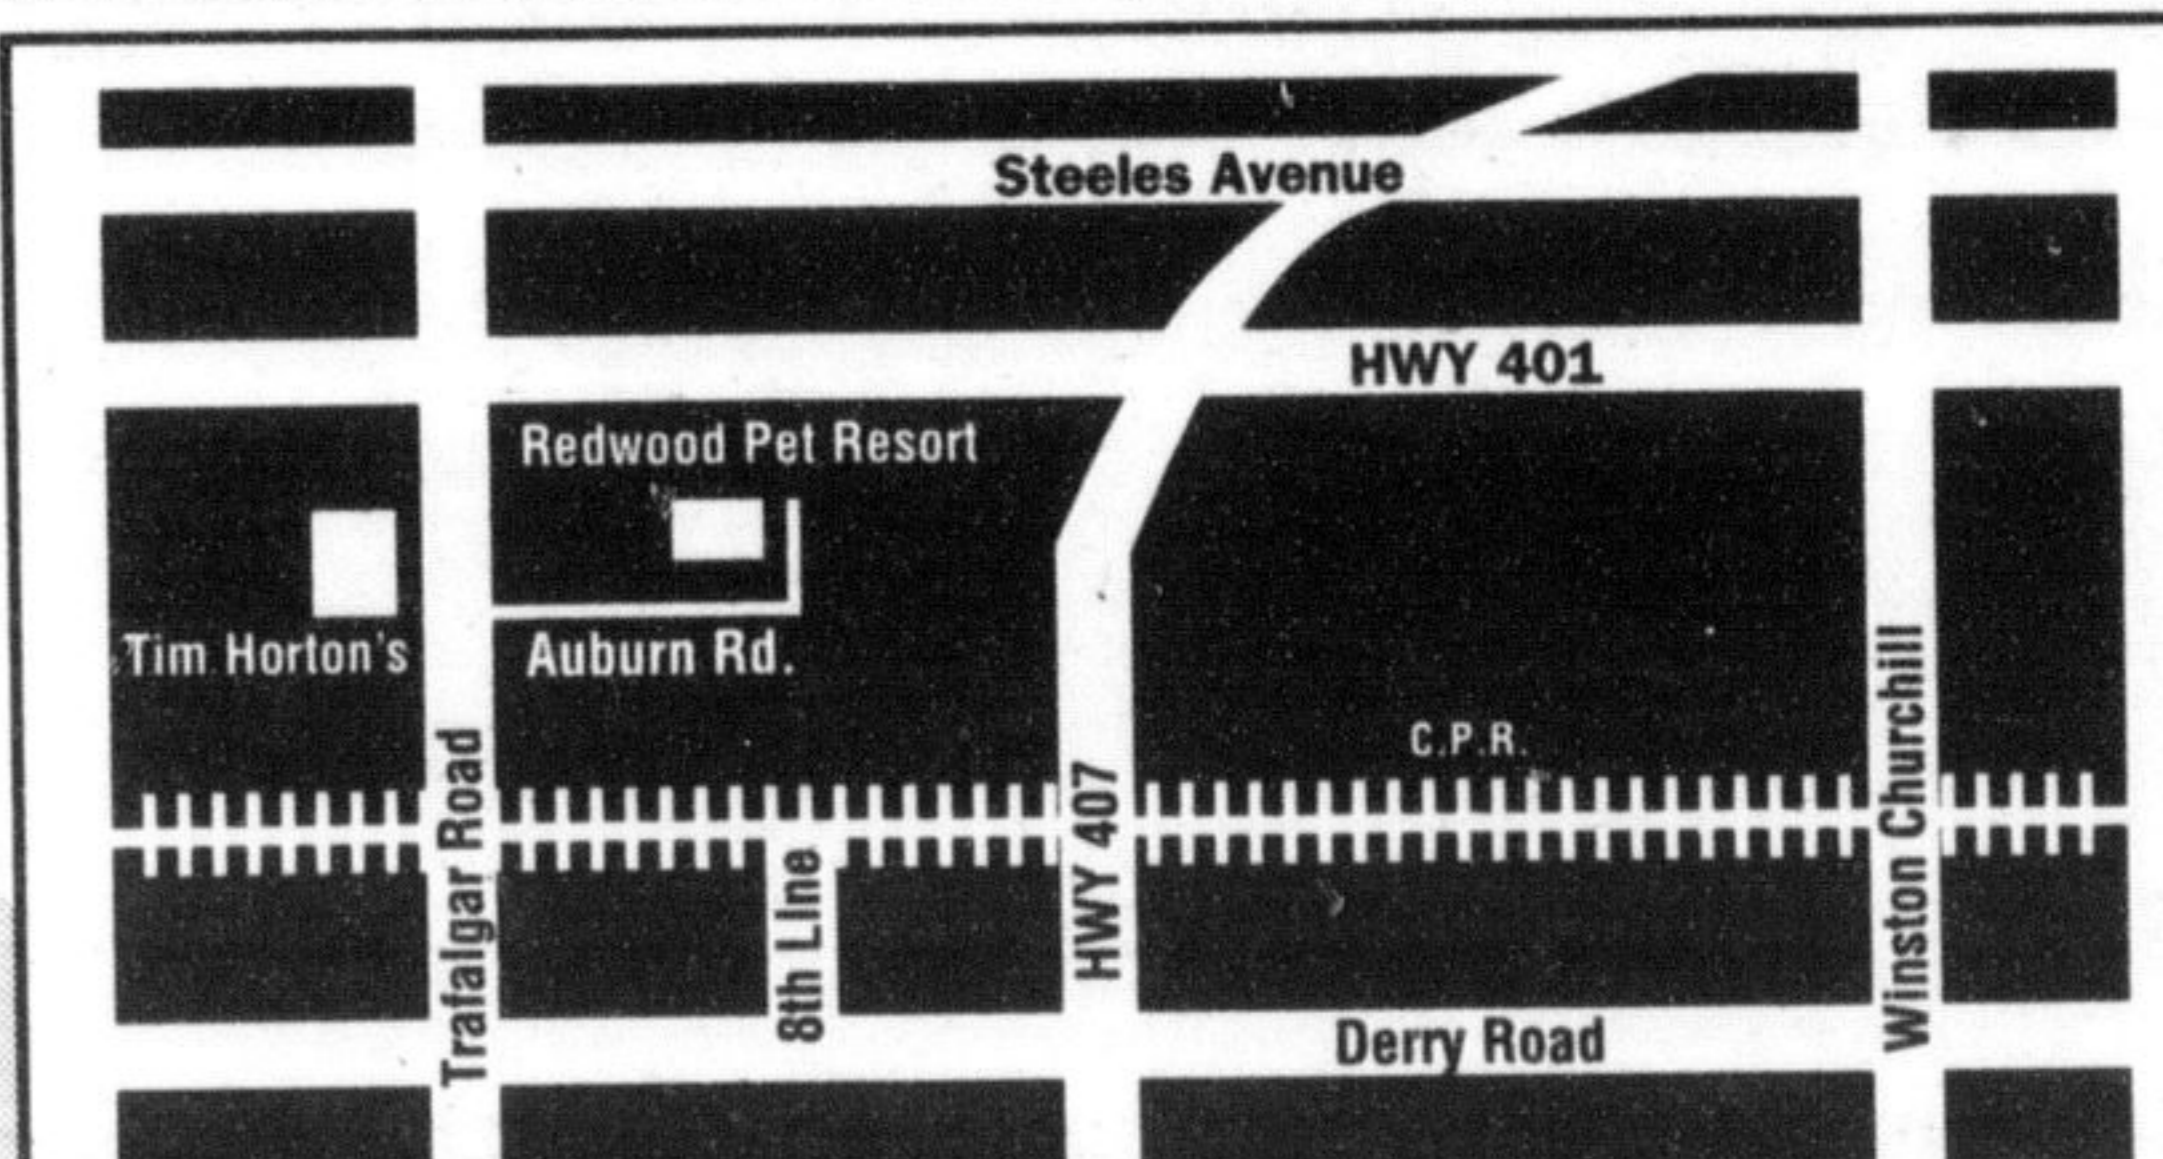 Steeles Avenue
HWY 401
Redwood Pet Resort
Tim Horton's
Auburn Rd.
C.P.R.
Trafalgar Road
8th Line
HWY 407
Winston Churchill
Derry Road